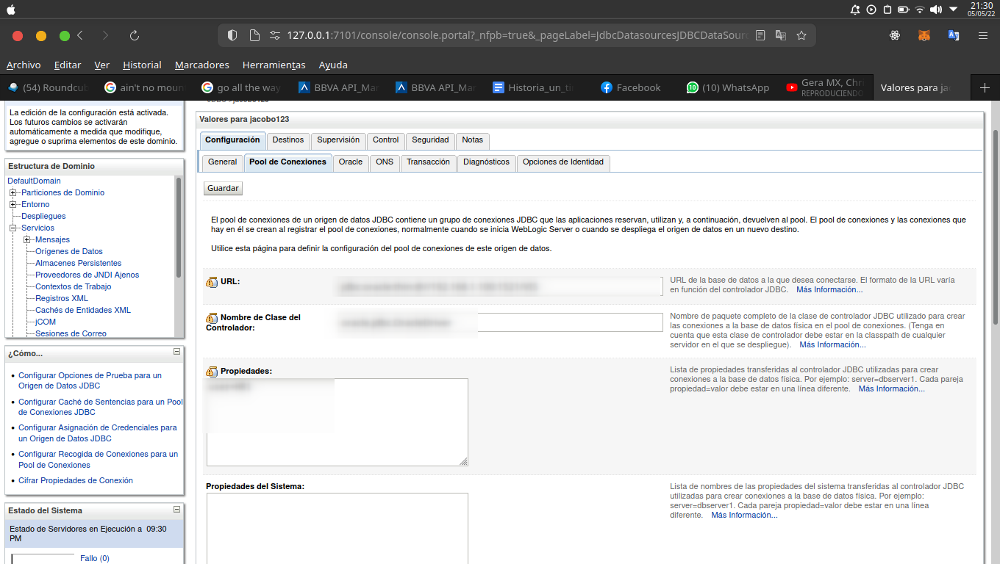 21:30
05/05/22
127.0.0.1:7101/console/console.portal?_nfpb=true&_pageLabel=JdbcDatasourcesJDBCDataSour
Archivo Editar Ver Historial Marcadores Herramientas Ayuda
(54) Roundcub
ain't no moun
go all the way
BBVA API_Mar
BBVA API_Mar
Historia_un_ti
Facebook
(10) WhatsApp
Gera MX, Chri
REPRODUCIENDO
Valores para ja
La edición de la configuración está activada.
Los futuros cambios se activarán
automáticamente a medida que modifique,
agregue o suprima elementos de este dominio.
Estructura de Dominio
DefaultDomain
Particiones de Dominio
Entorno
Despliegues
Servicios
Mensajes
Orígenes de Datos
Almacenes Persistentes
Proveedores de JNDI Ajenos
Contextos de Trabajo
Registros XML
Cachés de Entidades XML
jCOM
Sesiones de Correo
¿Cómo...
Configurar Opciones de Prueba para un
Origen de Datos JDBC
Configurar Caché de Sentencias para un Pool
de Conexiones JDBC
Configurar Asignación de Credenciales para
un Origen de Datos JDBC
Configurar Recogida de Conexiones para un
Pool de Conexiones
Cifrar Propiedades de Conexión
Estado del Sistema
Estado de Servidores en Ejecución a 09:30
PM
Fallo (0)
Valores para jacobo123
Configuración Destinos Supervisión Control Seguridad Notas
General Pool de Conexiones Oracle ONS Transacción Diagnósticos Opciones de Identidad
Guardar
El pool de conexiones de un origen de datos JDBC contiene un grupo de conexiones JDBC que las aplicaciones reservan, utilizan y, a continuación, devuelven al pool. El pool de conexiones y las conexiones que
hay en él se crean al registrar el pool de conexiones, normalmente cuando se inicia WebLogic Server o cuando se despliega el origen de datos en un nuevo destino.
Utilice esta página para definir la configuración del pool de conexiones de este origen de datos.
URL:
URL de la base de datos a la que desea conectarse. El formato de la URL varía
en función del controlador JDBC. Más Información...
Nombre de Clase del
Controlador:
Nombre de paquete completo de la clase de controlador JDBC utilizado para crear
las conexiones a la base de datos física en el pool de conexiones. (Tenga en
cuenta que esta clase de controlador debe estar en la classpath de cualquier
servidor en el que se despliegue). Más Información...
Propiedades:
Lista de propiedades transferidas al controlador JDBC utilizadas para crear
conexiones a la base de datos física. Por ejemplo: server=dbserver1. Cada pareja
propiedad=valor debe estar en una línea diferente. Más Información...
Propiedades del Sistema:
Lista de nombres de las propiedades del sistema transferidas al controlador JDBC
utilizadas para crear conexiones a la base de datos física. Por ejemplo:
server=dbserver1. Cada pareja propiedad=valor debe estar en una línea
diferente. Más Información...